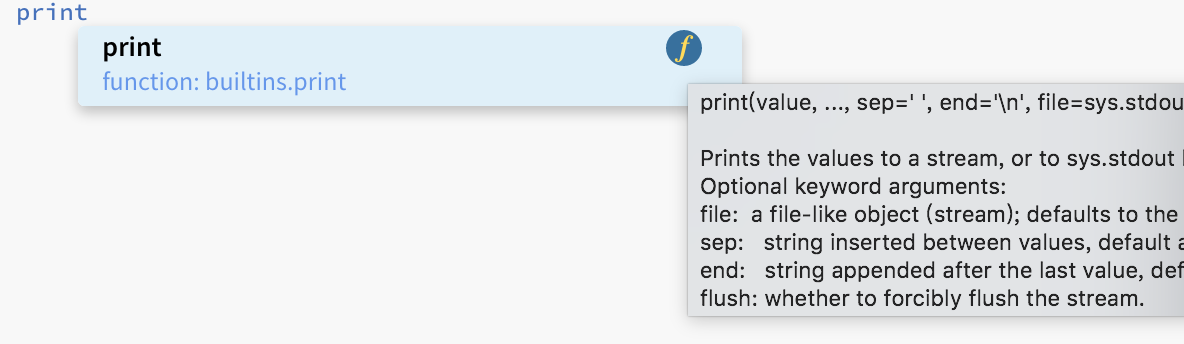 print
print
f
function: builtins.print
print(value, ..., sep=' ', end='\n', file=sys.stdou
Prints the values to a stream, or to sys.stdout
Optional keyword arguments:
file:  a file-like object (stream); defaults to the
sep:   string inserted between values, default a
end:   string appended after the last value, def
flush: whether to forcibly flush the stream.